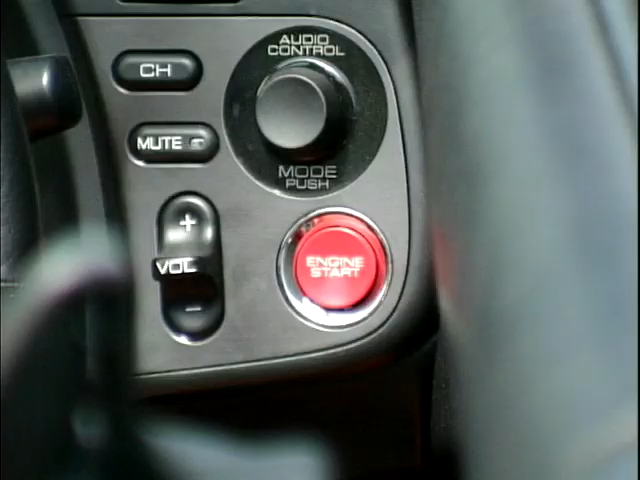 AUDIO
CONTROL
CH
MUTE
MODE
PUSH
+
VOL
−
ENGINE
START